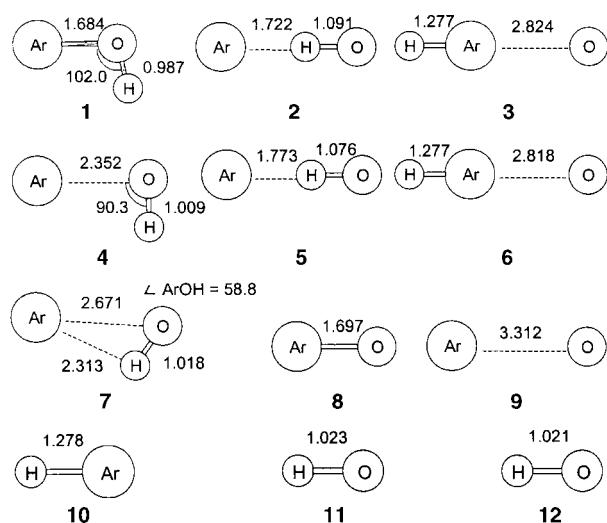 1.684 1.722 1.091 1.277 2.824
Ar O Ar H O H Ar O
102.0 H 0.987
1 2 3
2.352 1.773 1.076 1.277 2.818
Ar O Ar H O H Ar O
90.3 H 1.009
4 5 6
∠ ArOH = 58.8
2.671 1.697 3.312
Ar O Ar O Ar O
2.313 H 1.018
7 8 9
1.278 1.023 1.021
H Ar H O H O
10 11 12